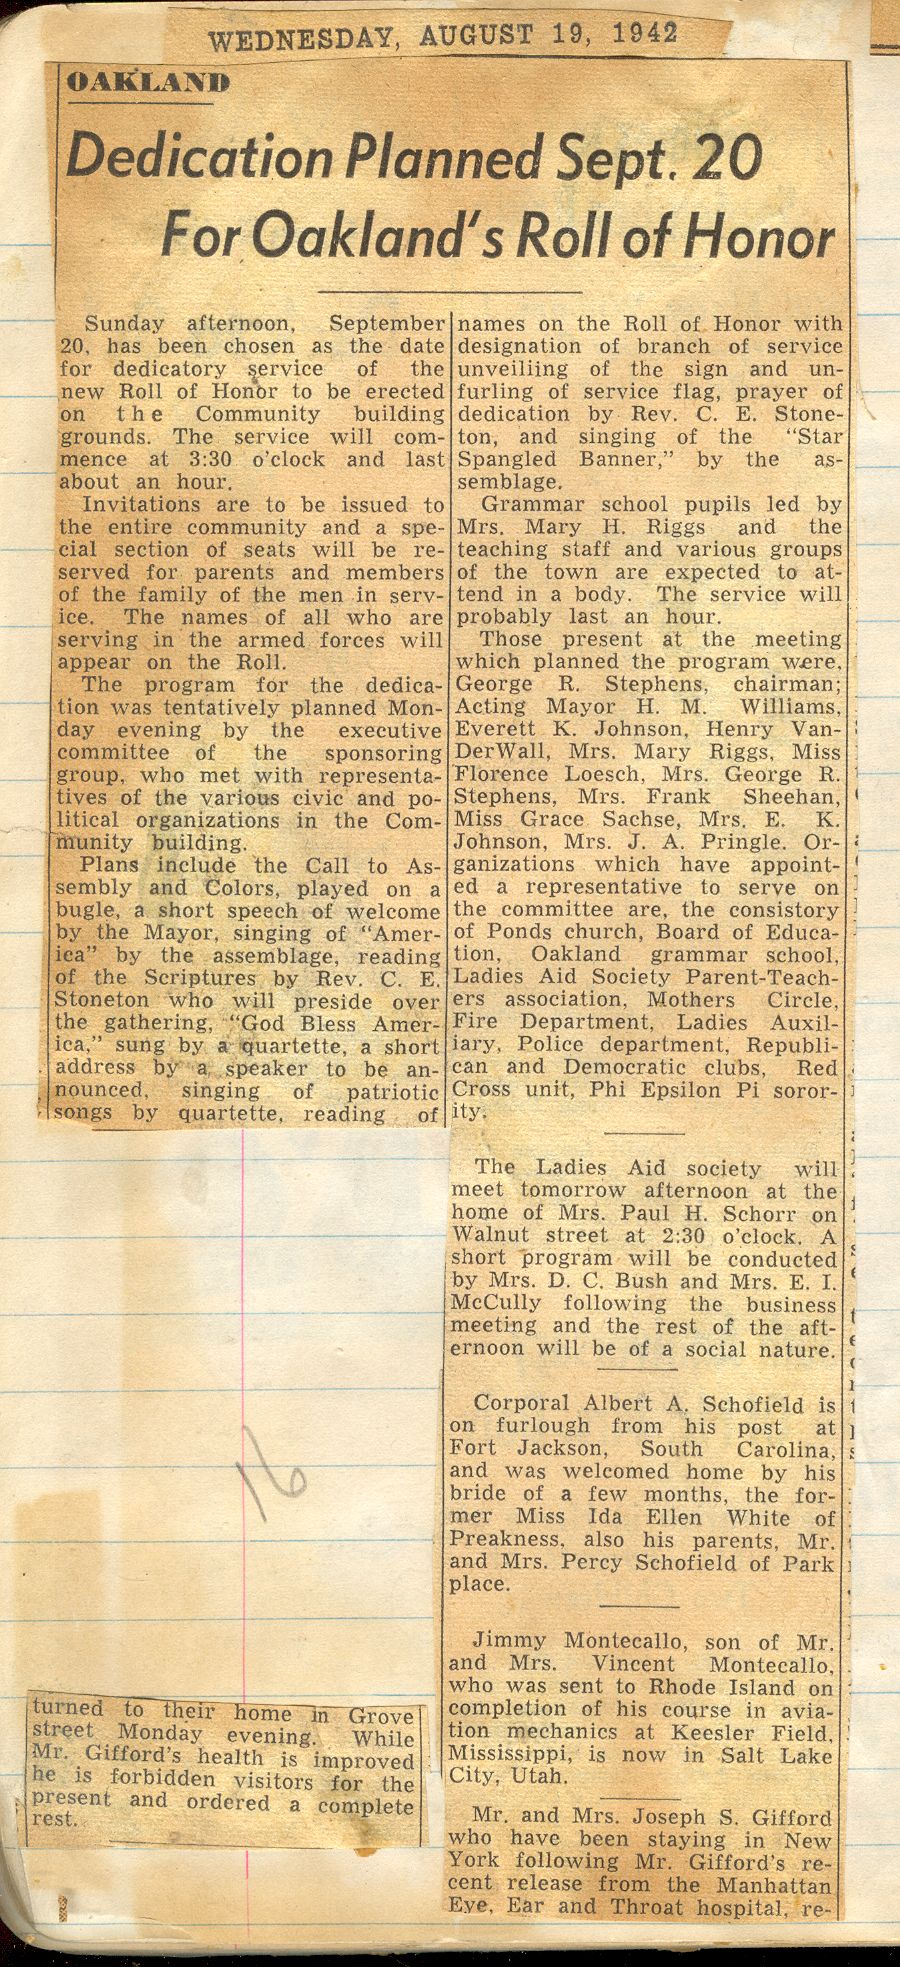 WEDNESDAY, AUGUST 19, 1942
OAKLAND
Dedication Planned Sept. 20
For Oakland's Roll of Honor
Sunday afternoon, September
20, has been chosen as the date
for dedicatory service of the
new Roll of Honor to be erected
on the Community building
grounds. The service will com-
mence at 3:30 o'clock and last
about an hour.
Invitations are to be issued to
the entire community and a spe-
cial section of seats will be re-
served for parents and members
of the family of the men in serv-
ice. The names of all who are
serving in the armed forces will
appear on the Roll.
The program for the dedica-
tion was tentatively planned Mon-
day evening by the executive
committee of the sponsoring
group, who met with representa-
tives of the various civic and po-
litical organizations in the Com-
munity building.
Plans include the Call to As-
sembly and Colors, played on a
bugle, a short speech of welcome
by the Mayor, singing of "Amer-
ica" by the assemblage, reading
of the Scriptures by Rev. C. E.
Stoneton who will preside over
the gathering, "God Bless Amer-
ica," sung by a quartette, a short
address by a speaker to be an-
nounced, singing of patriotic
songs by quartette, reading of
names on the Roll of Honor with
designation of branch of service
unveiliing of the sign and un-
furling of service flag, prayer of
dedication by Rev. C. E. Stone-
ton, and singing of the "Star
Spangled Banner," by the as-
semblage.
Grammar school pupils led by
Mrs. Mary H. Riggs and the
teaching staff and various groups
of the town are expected to at-
tend in a body. The service will
probably last an hour.
Those present at the meeting
which planned the program were,
George R. Stephens, chairman;
Acting Mayor H. M. Williams,
Everett K. Johnson, Henry Van-
DerWall, Mrs. Mary Riggs, Miss
Florence Loesch, Mrs. George R.
Stephens, Mrs. Frank Sheehan,
Miss Grace Sachse, Mrs. E. K.
Johnson, Mrs. J. A. Pringle. Or-
ganizations which have appoint-
ed a representative to serve on
the committee are, the consistory
of Ponds church, Board of Educa-
tion, Oakland grammar school,
Ladies Aid Society Parent-Teach-
ers association, Mothers Circle,
Fire Department, Ladies Auxil-
iary, Police department, Republi-
can and Democratic clubs, Red
Cross unit, Phi Epsilon Pi soror-
ity.
The Ladies Aid society will
meet tomorrow afternoon at the
home of Mrs. Paul H. Schorr on
Walnut street at 2:30 o'clock. A
short program will be conducted
by Mrs. D. C. Bush and Mrs. E. I.
McCully following the business
meeting and the rest of the aft-
ernoon will be of a social nature.
Corporal Albert A. Schofield is
on furlough from his post at
Fort Jackson, South Carolina,
and was welcomed home by his
bride of a few months, the for-
mer Miss Ida Ellen White of
Preakness, also his parents, Mr.
and Mrs. Percy Schofield of Park
place.
Jimmy Montecallo, son of Mr.
and Mrs. Vincent Montecallo,
who was sent to Rhode Island on
completion of his course in avia-
tion mechanics at Keesler Field,
Mississippi, is now in Salt Lake
City, Utah.
Mr. and Mrs. Joseph S. Gifford
who have been staying in New
York following Mr. Gifford's re-
cent release from the Manhattan
Eye, Ear and Throat hospital, re-
turned to their home in Grove
street Monday evening. While
Mr. Gifford's health is improved
he is forbidden visitors for the
present and ordered a complete
rest.
16